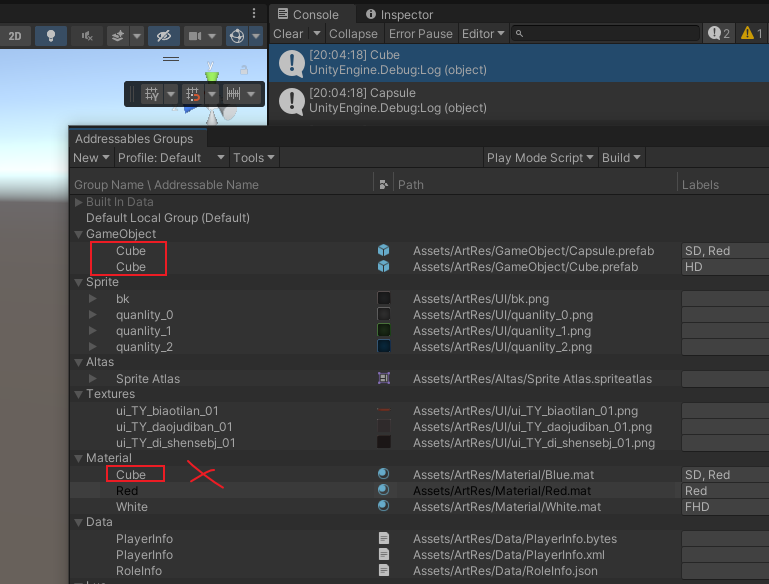 Console
Inspector
2D
Clear
Collapse
Error Pause
Editor
2
1
[20:04:18] Cube
UnityEngine.Debug:Log (object)
[20:04:18] Capsule
UnityEngine.Debug:Log (object)
y
Addressables Groups
New
Profile: Default
Tools
Play Mode Script
Build
Group Name \ Addressable Name
Path
Labels
Built In Data
Default Local Group (Default)
GameObject
Cube
Assets/ArtRes/GameObject/Capsule.prefab
SD, Red
Cube
Assets/ArtRes/GameObject/Cube.prefab
HD
Sprite
bk
Assets/ArtRes/UI/bk.png
quanlity_0
Assets/ArtRes/UI/quanlity_0.png
quanlity_1
Assets/ArtRes/UI/quanlity_1.png
quanlity_2
Assets/ArtRes/UI/quanlity_2.png
Altas
Sprite Atlas
Assets/ArtRes/Altas/Sprite Atlas.spriteatlas
Textures
ui_TY_biaotilan_01
Assets/ArtRes/UI/ui_TY_biaotilan_01.png
ui_TY_daojudiban_01
Assets/ArtRes/UI/ui_TY_daojudiban_01.png
ui_TY_di_shensebj_01
Assets/ArtRes/UI/ui_TY_di_shensebj_01.png
Material
Cube
Assets/ArtRes/Material/Blue.mat
SD, Red
Red
Assets/ArtRes/Material/Red.mat
Red
White
Assets/ArtRes/Material/White.mat
FHD
Data
PlayerInfo
Assets/ArtRes/Data/PlayerInfo.bytes
PlayerInfo
Assets/ArtRes/Data/PlayerInfo.xml
RoleInfo
Assets/ArtRes/Data/RoleInfo.json